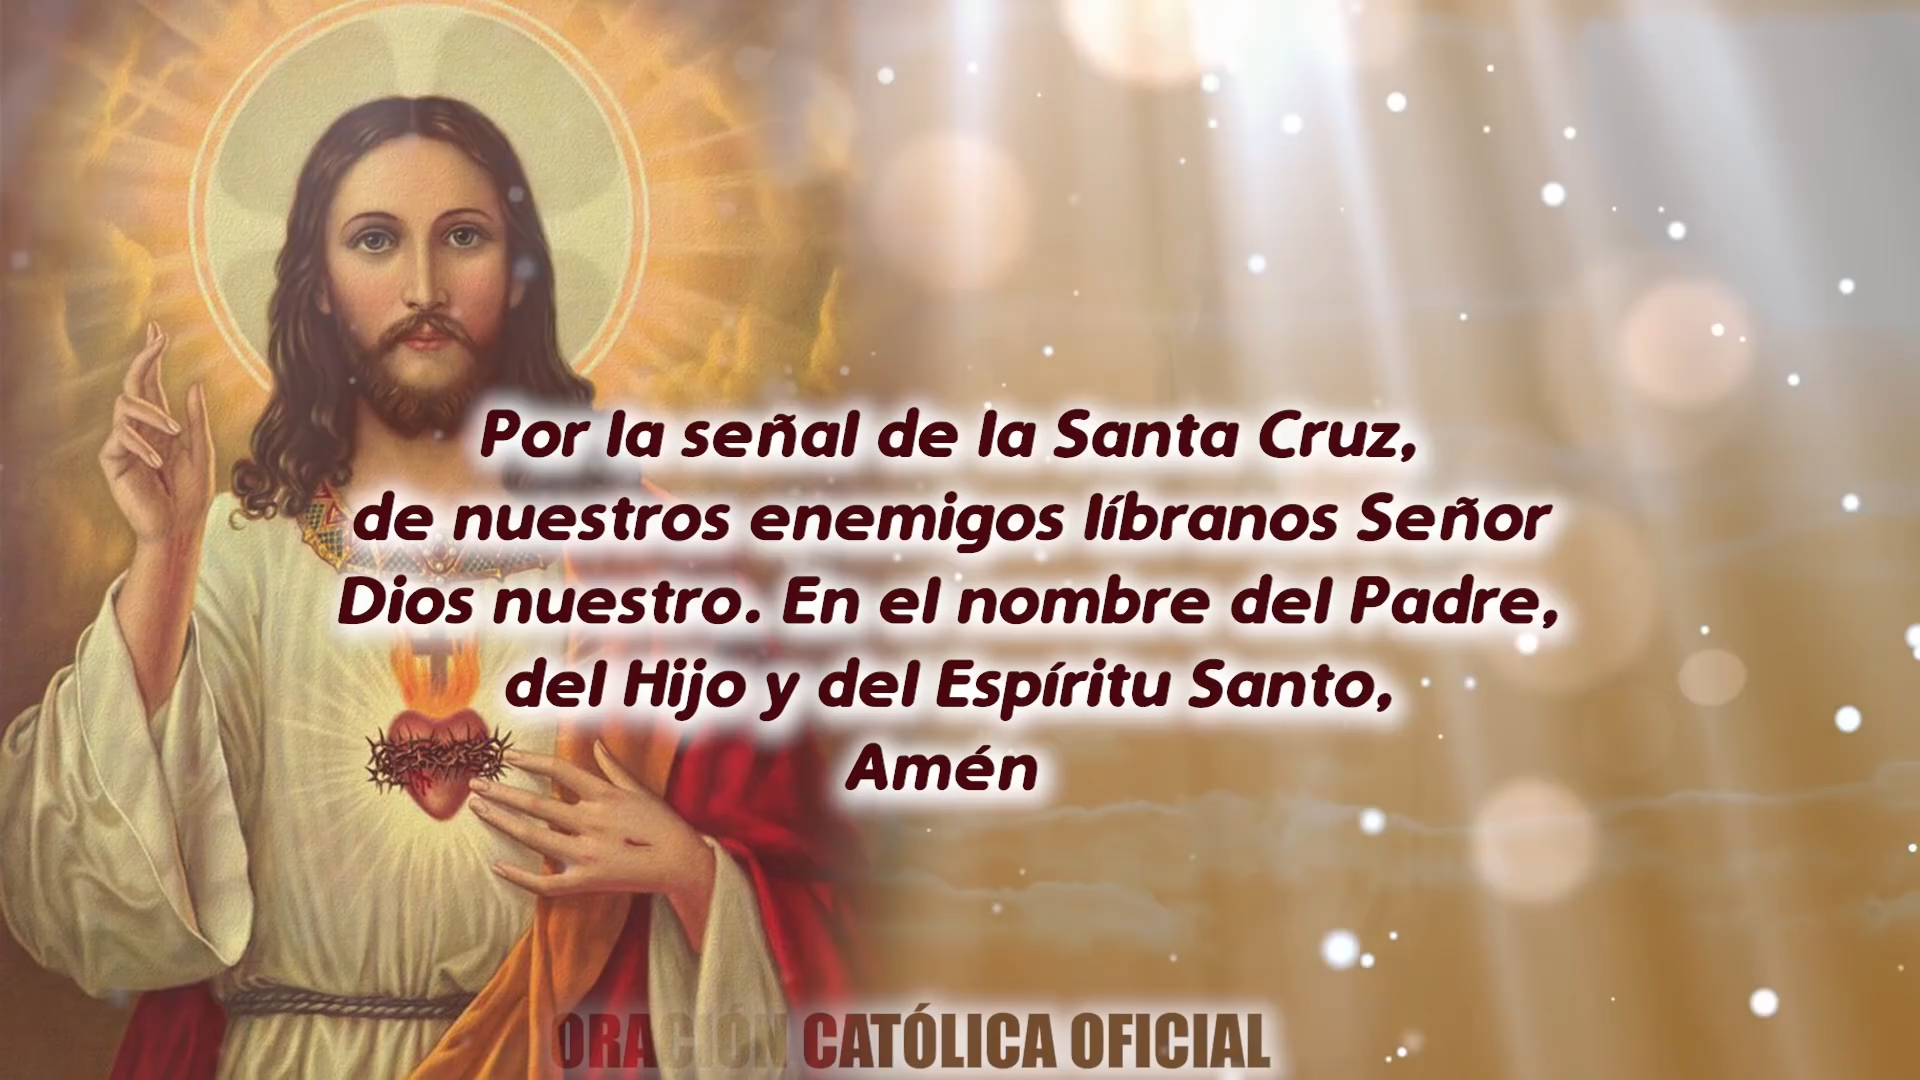 Por la señal de la Santa Cruz,
de nuestros enemigos líbranos Señor
Dios nuestro. En el nombre del Padre,
del Hijo y del Espíritu Santo,
Amén
ORACIÓN CATÓLICA OFICIAL